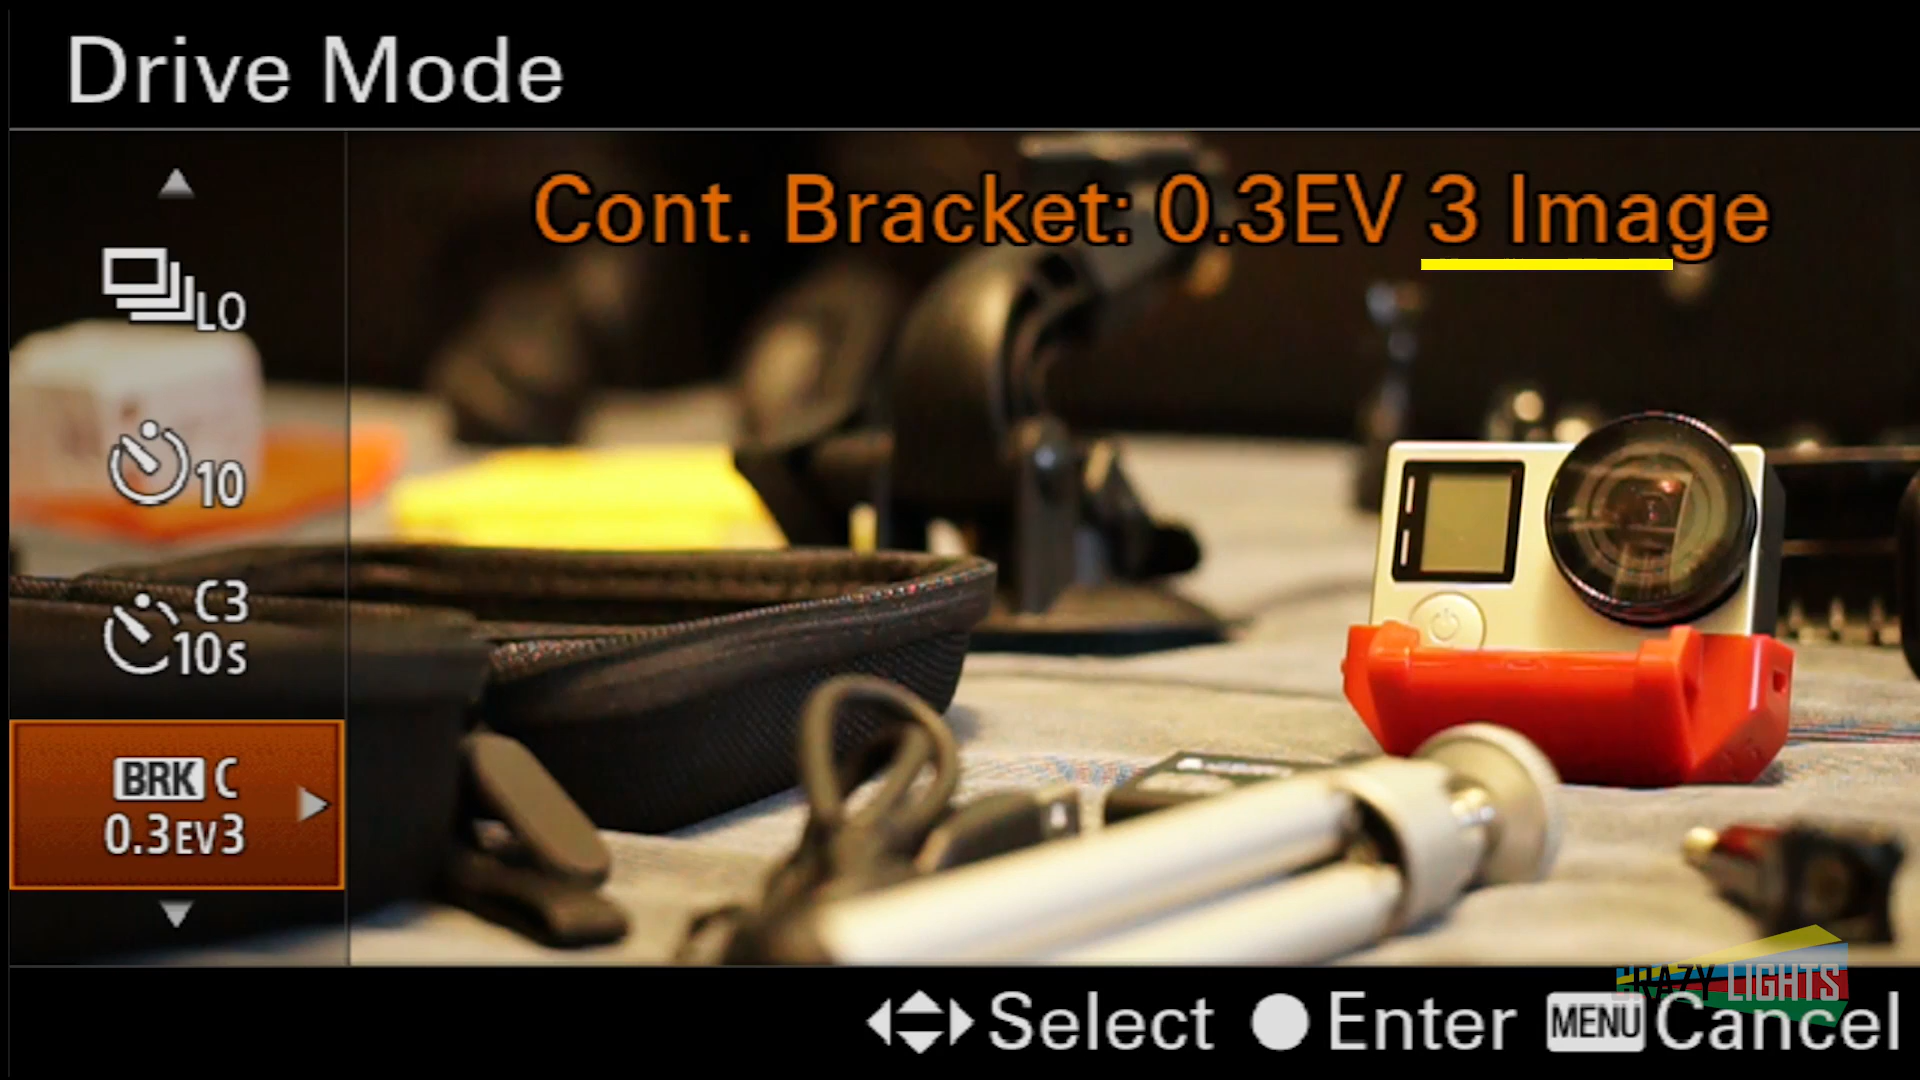 Drive Mode
Cont. Bracket: 0.3EV 3 Image
LO
10
C3
10s
BRK C
0.3EV3
CRAZY LIGHTS
Select Enter MENU Cancel